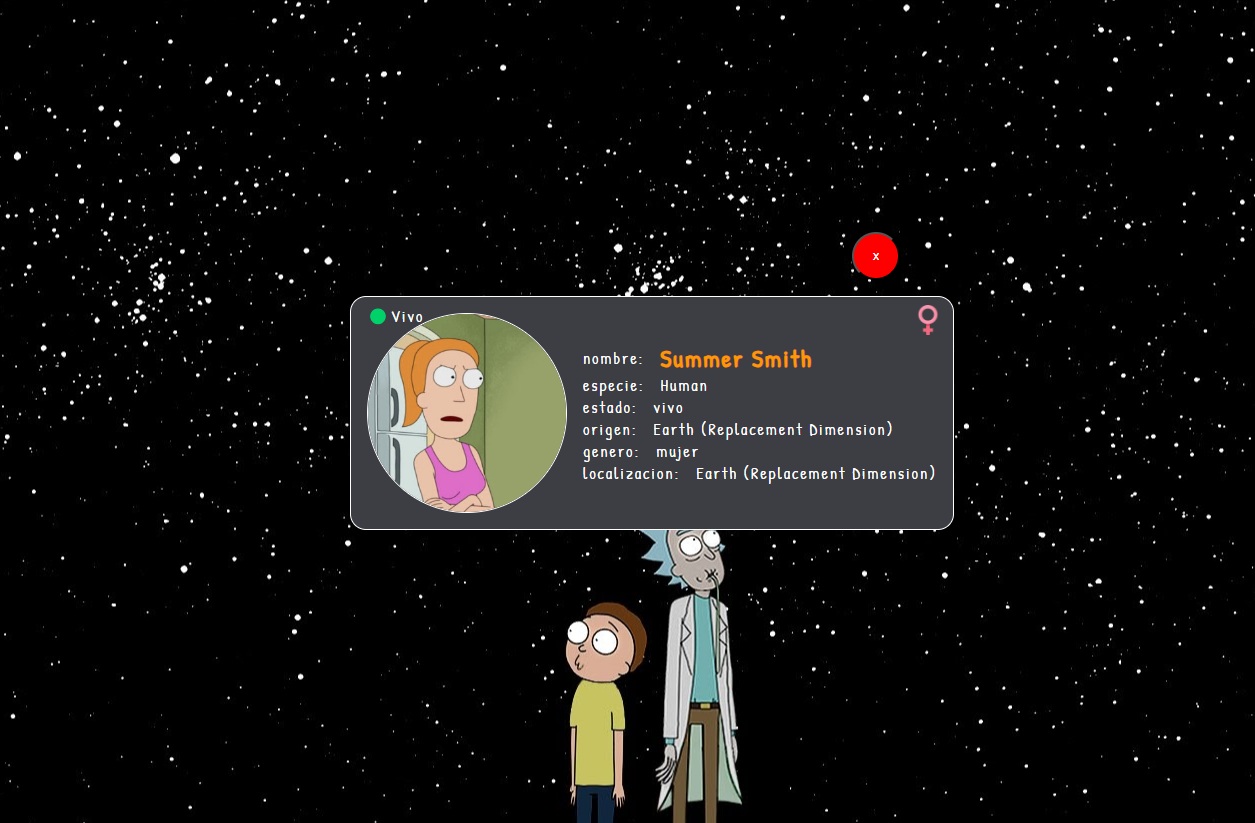 x
Vivo
nombre: Summer Smith
especie: Human
estado: vivo
origen: Earth (Replacement Dimension)
genero: mujer
localizacion: Earth (Replacement Dimension)